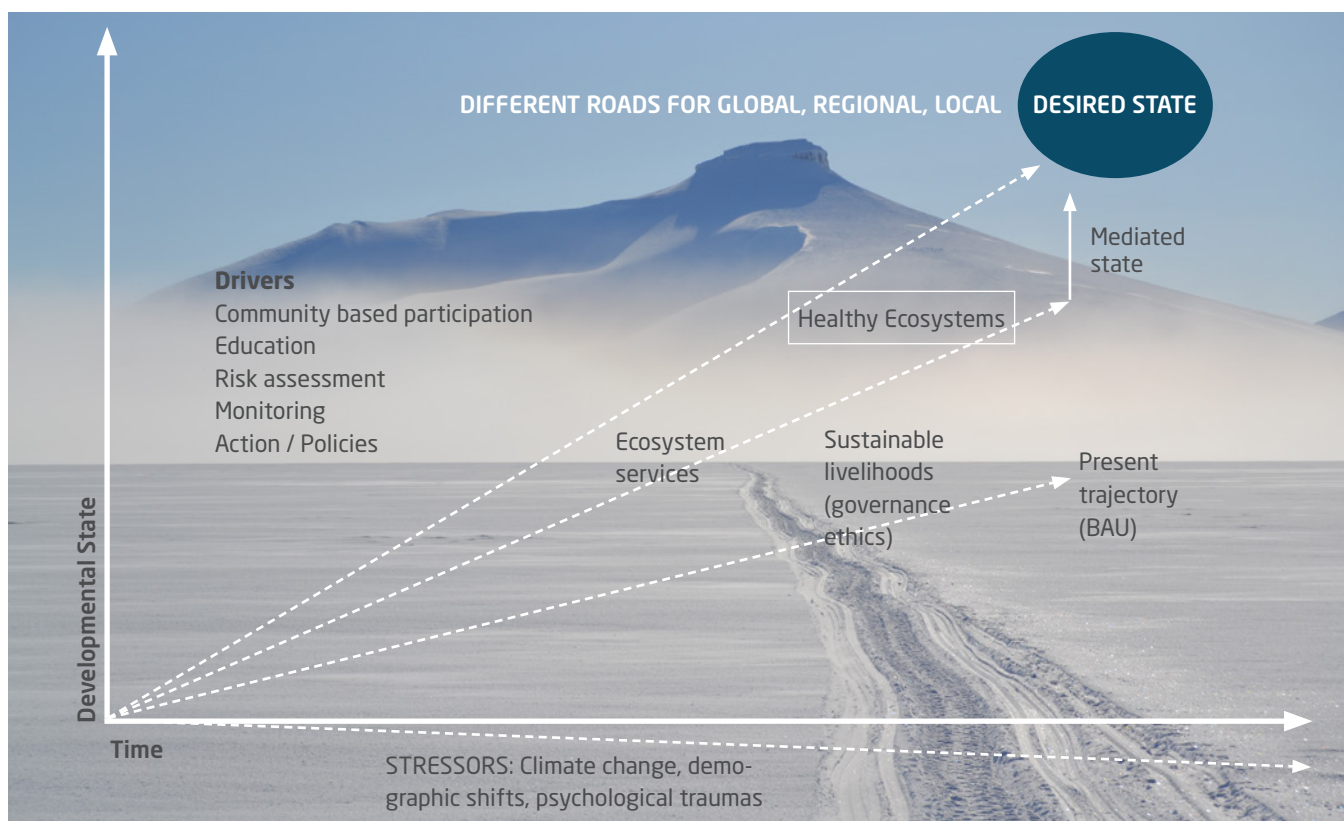 DIFFERENT ROADS FOR GLOBAL, REGIONAL, LOCAL
DESIRED STATE
Mediated
state
Drivers
Community based participation
Education
Risk assessment
Monitoring
Action / Policies
Healthy Ecosystems
Ecosystem
services
Sustainable
livelihoods
(governance
ethics)
Present
trajectory
(BAU)
Developmental State
Time
STRESSORS: Climate change, demo-
graphic shifts, psychological traumas